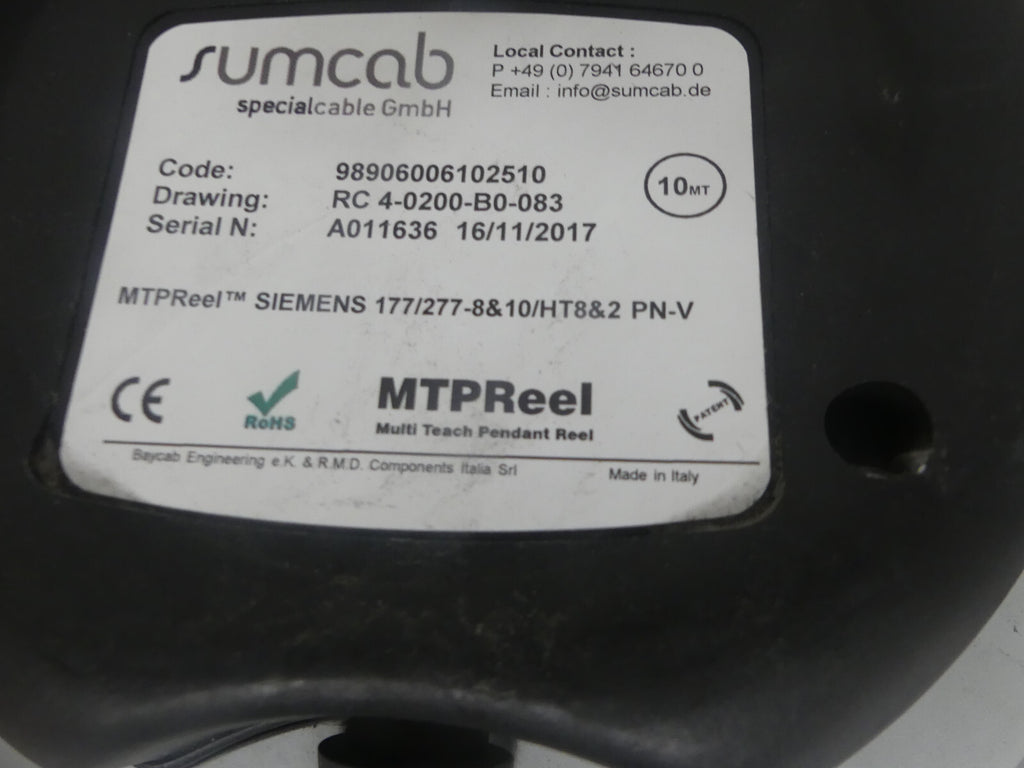 sumcab
specialcable GmbH
Local Contact :
P +49 (0) 7941 64670 0
Email : info@sumcab.de
Code: 98906006102510
Drawing: RC 4-0200-B0-083
Serial N: A011636 16/11/2017
10MT
MTPReel™ SIEMENS 177/277-8&10/HT8&2 PN-V
CE
RoHS
MTPReel
Multi Teach Pendant Reel
PATENT
Baycab Engineering e.K. & R.M.D. Components Italia Srl
Made in Italy